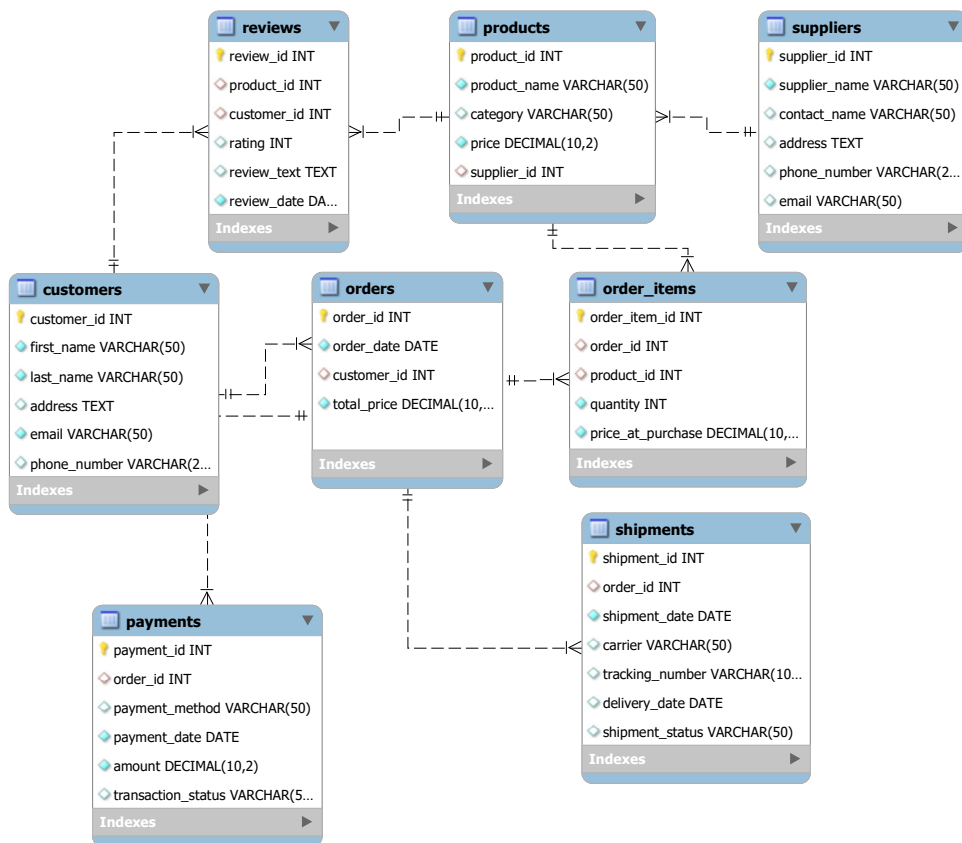 reviews
review_id INT
product_id INT
customer_id INT
rating INT
review_text TEXT
review_date DA...
Indexes
products
product_id INT
product_name VARCHAR(50)
category VARCHAR(50)
price DECIMAL(10,2)
supplier_id INT
Indexes
suppliers
supplier_id INT
supplier_name VARCHAR(50)
contact_name VARCHAR(50)
address TEXT
phone_number VARCHAR(2...
email VARCHAR(50)
Indexes
customers
customer_id INT
first_name VARCHAR(50)
last_name VARCHAR(50)
address TEXT
email VARCHAR(50)
phone_number VARCHAR(2...
Indexes
orders
order_id INT
order_date DATE
customer_id INT
total_price DECIMAL(10,...
Indexes
order_items
order_item_id INT
order_id INT
product_id INT
quantity INT
price_at_purchase DECIMAL(10,...
Indexes
shipments
shipment_id INT
order_id INT
shipment_date DATE
carrier VARCHAR(50)
tracking_number VARCHAR(10...
delivery_date DATE
shipment_status VARCHAR(50)
Indexes
payments
payment_id INT
order_id INT
payment_method VARCHAR(50)
payment_date DATE
amount DECIMAL(10,2)
transaction_status VARCHAR(5...
Indexes